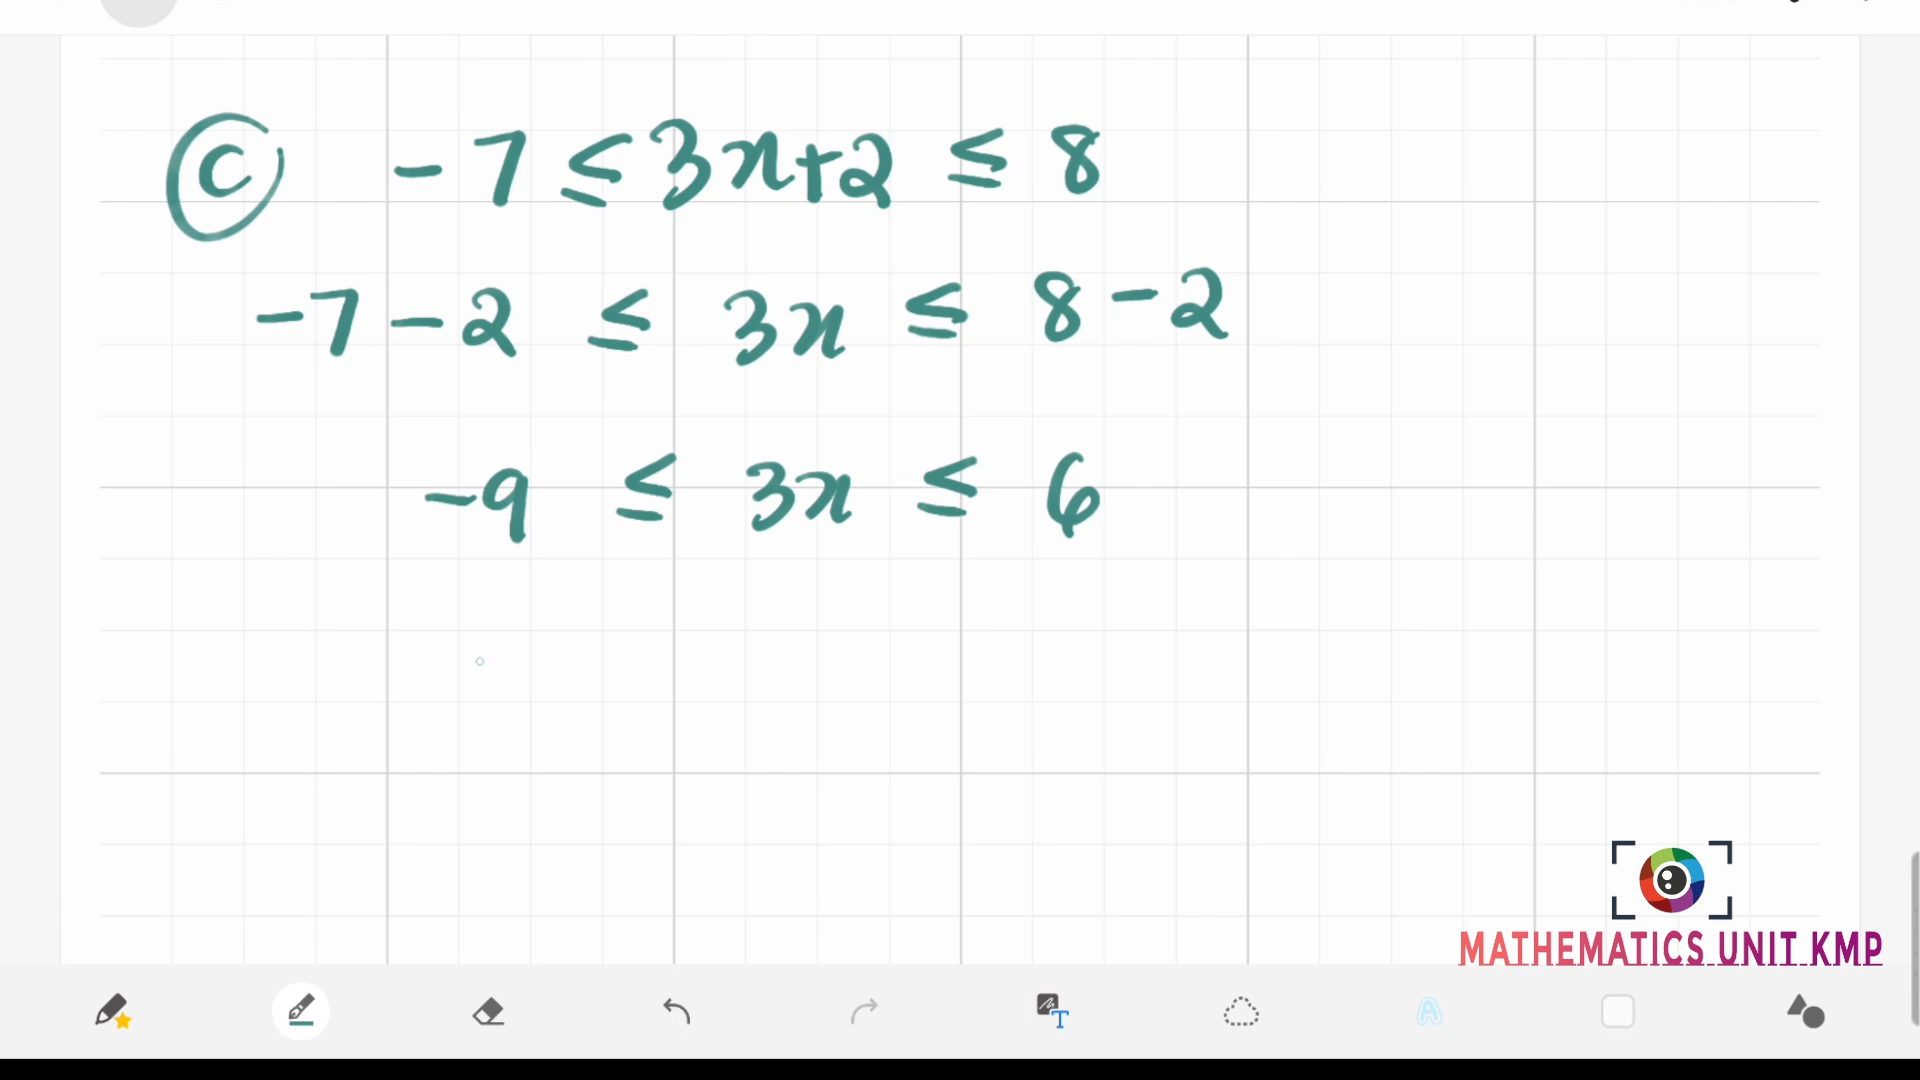 © -7 ≤ 3x+2 ≤ 8
-7-2 ≤ 3x ≤ 8-2
-9 ≤ 3x ≤ 6
MATHEMATICS UNIT KMP